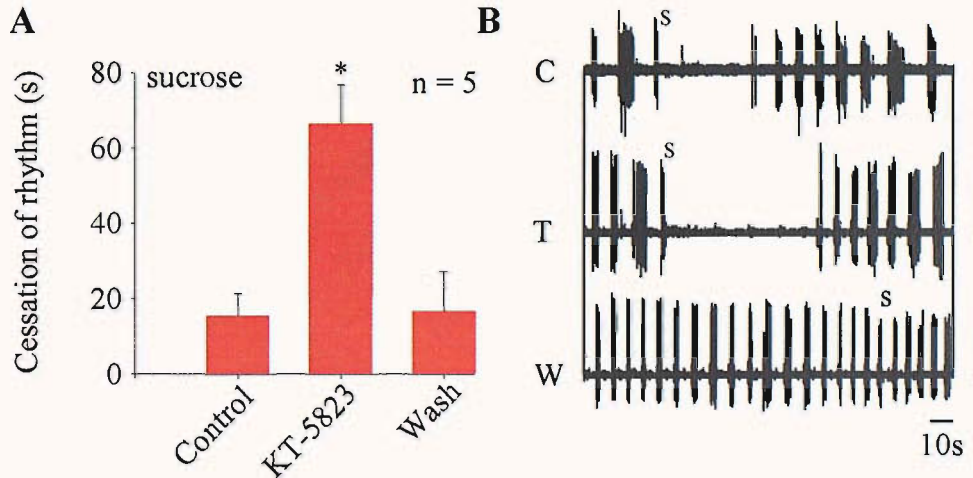 A
B
Cessation of rhythm (s)
80
60
40
20
0
sucrose
*
n = 5
Control
KT-5823
Wash
C
s
T
s
W
s
10s